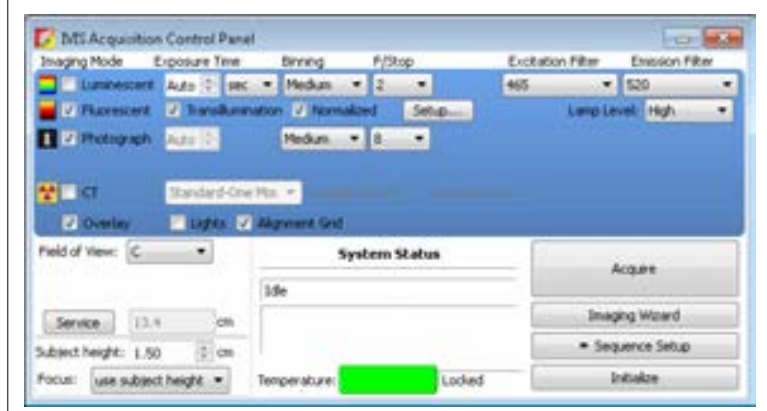 IVIS Acquisition Control Panel
Imaging Mode Exposure Time Binning F/Stop Excitation Filter Emission Filter
Luminescent Auto sec Medium 2 465 520
Fluorescent Transillumination Normalized Setup... Lamp Level: High
Photograph Auto Medium 8
CT Standard-One
Overlay Lights Alignment Grid
Field of View: C System Status
Acquire
Idle
Service 13.4 cm Imaging Wizard
Subject height: 1.50 cm Sequence Setup
Focus: use subject height Temperature: Locked Initialize